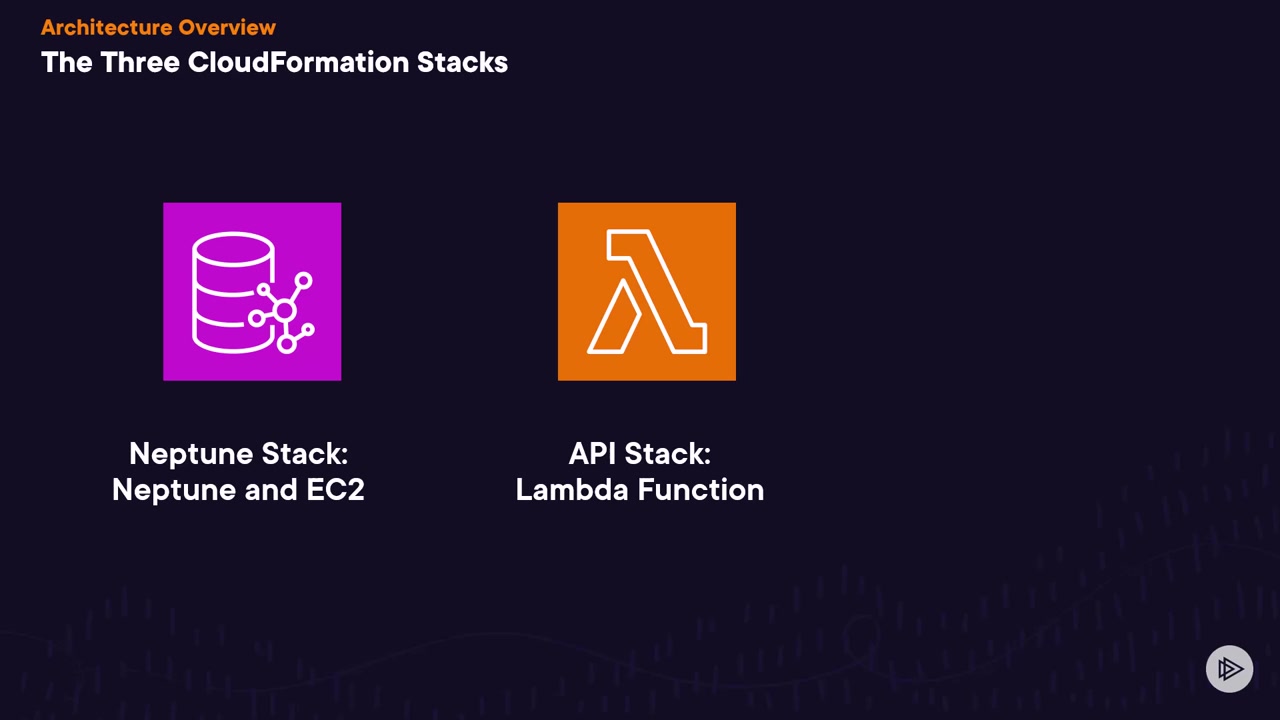 Architecture Overview
The Three CloudFormation Stacks
Neptune Stack:
Neptune and EC2
API Stack:
Lambda Function